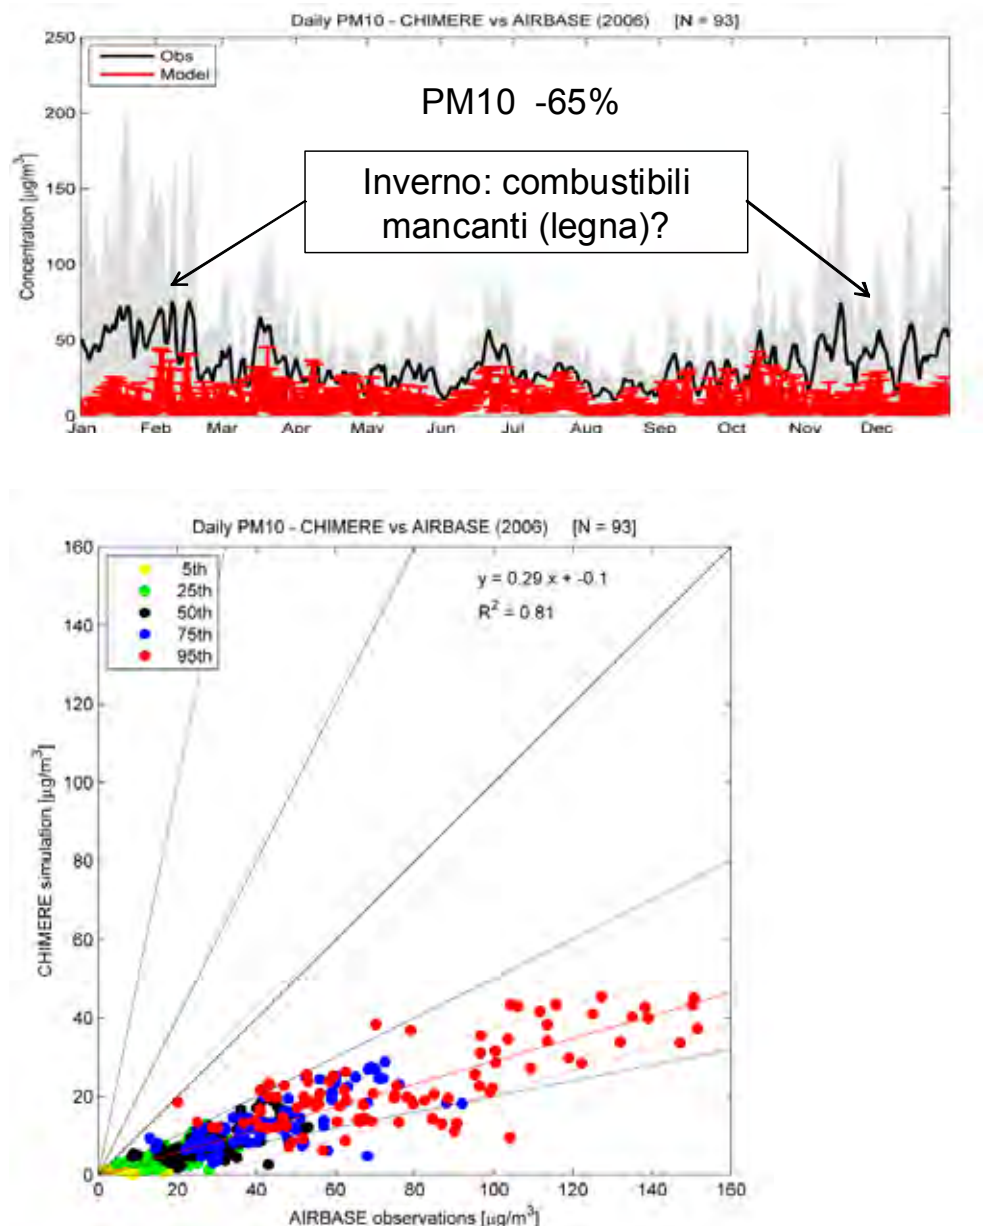 Daily PM10 - CHIMERE vs AIRBASE (2006) [N = 93]
250
200
150
100
50
0
Concentration [µg/m³]
Obs
Model
PM10 -65%
Inverno: combustibili
mancanti (legna)?
Jan Feb Mar Apr May Jun Jul Aug Sep Oct Nov Dec
Daily PM10 - CHIMERE vs AIRBASE (2006) [N = 93]
160
140
120
100
80
60
40
20
0
CHIMERE simulation [µg/m³]
5th
25th
50th
75th
95th
y = 0.29 x + -0.1
R² = 0.81
0 20 40 60 80 100 120 140 160
AIRBASE observations [µg/m³]